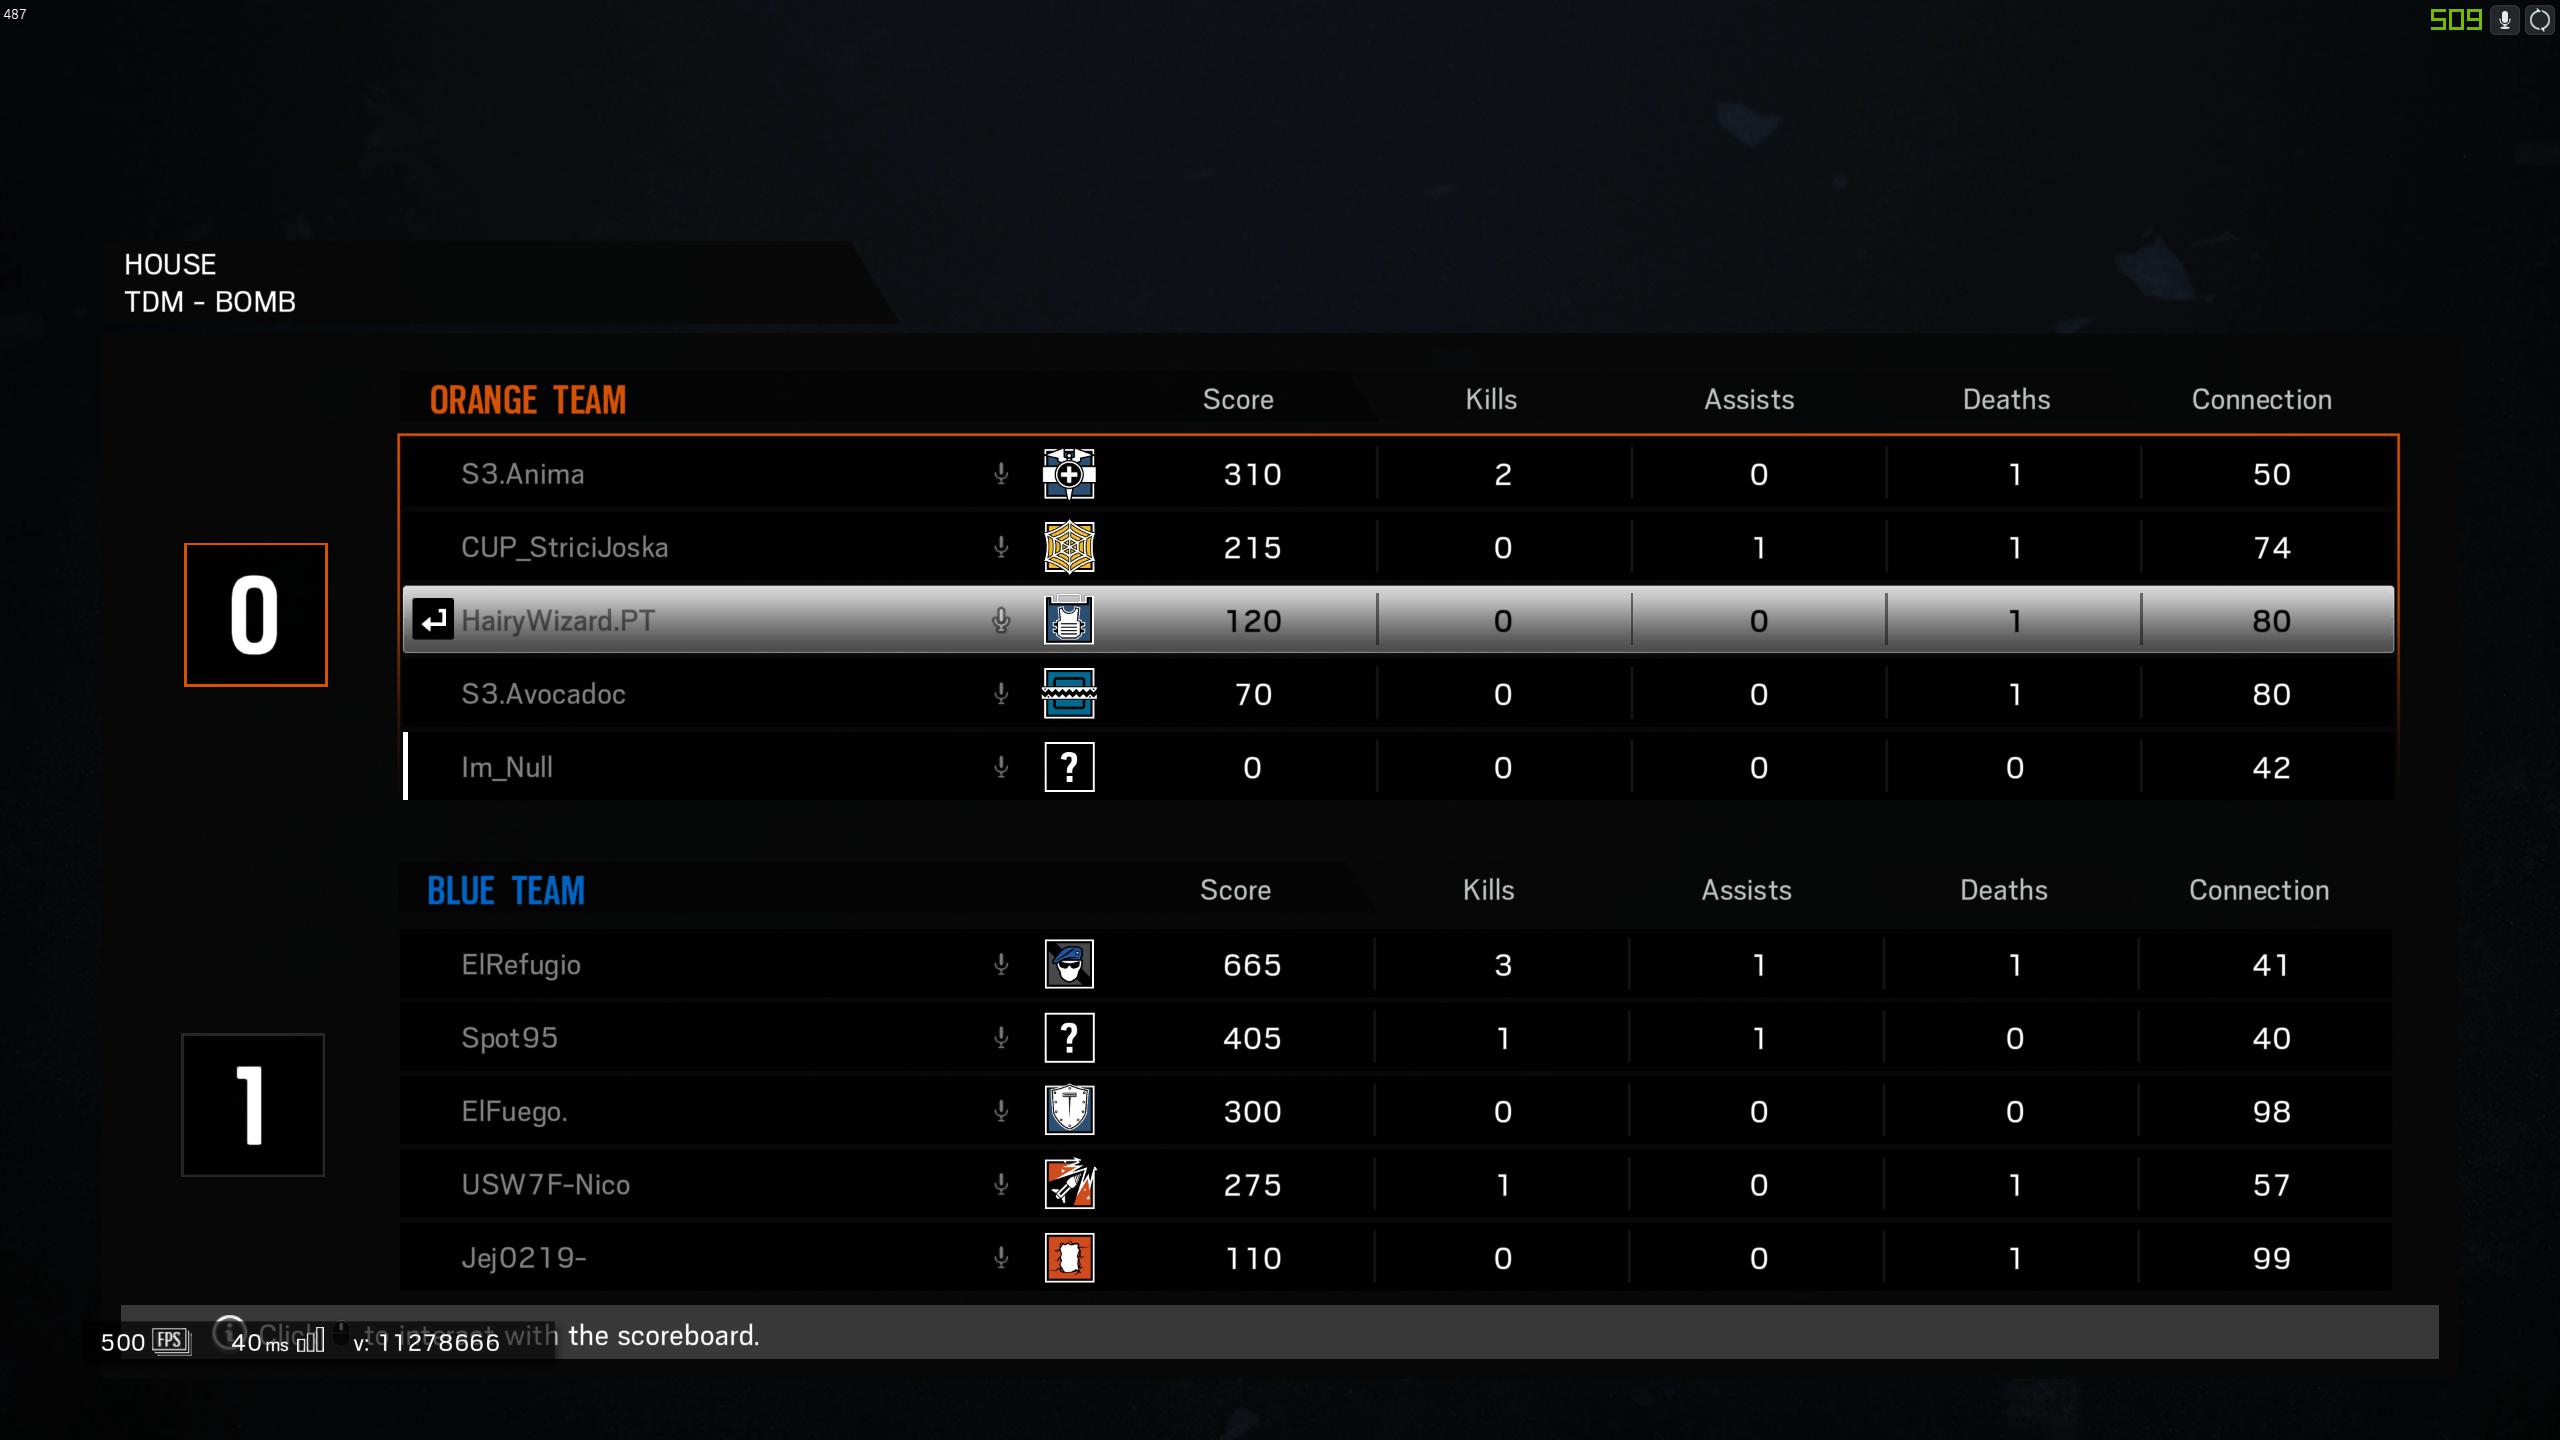 487
509
HOUSE
TDM - BOMB
ORANGE TEAM Score Kills Assists Deaths Connection
S3.Anima 310 2 0 1 50
CUP_StriciJoska 215 0 1 1 74
HairyWizard.PT 120 0 0 1 80
S3.Avocadoc 70 0 0 1 80
Im_Null ? 0 0 0 0 42
0
BLUE TEAM Score Kills Assists Deaths Connection
ElRefugio 665 3 1 1 41
Spot95 ? 405 1 1 0 40
ElFuego. 300 0 0 0 98
USW7F-Nico 275 1 0 1 57
Jej0219- 110 0 0 1 99
1
Click to interact with the scoreboard.
500 FPS 40 ms v: 11278666